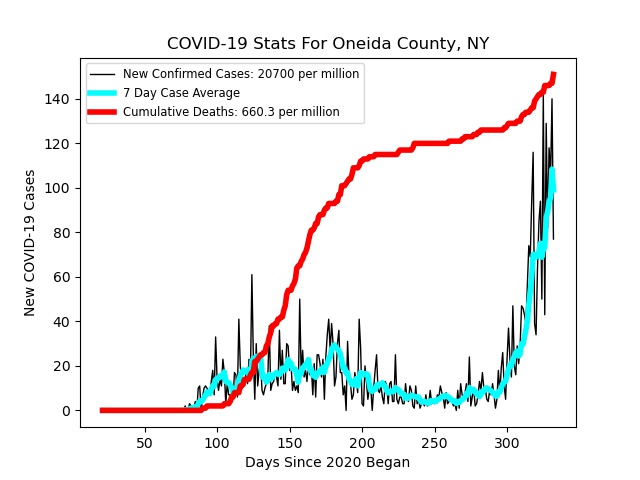 COVID-19 Stats For Oneida County, NY
New Confirmed Cases: 20700 per million
7 Day Case Average
Cumulative Deaths: 660.3 per million
New COVID-19 Cases
140
120
100
80
60
40
20
0
50
100
150
200
250
300
Days Since 2020 Began